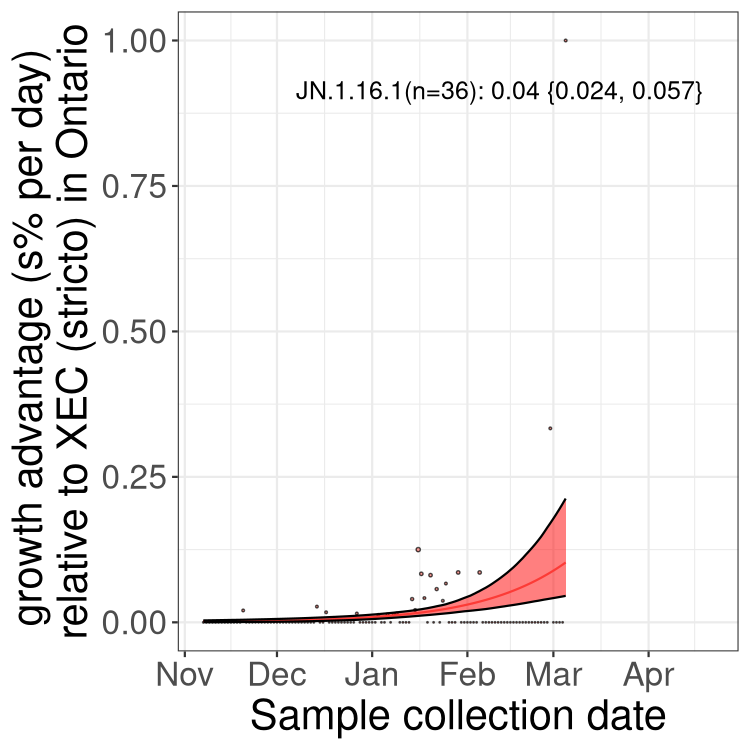 growth advantage (s% per day)
relative to XEC (stricto) in Ontario
1.00
0.75
0.50
0.25
0.00
JN.1.16.1(n=36): 0.04 {0.024, 0.057}
Nov Dec Jan Feb Mar Apr
Sample collection date